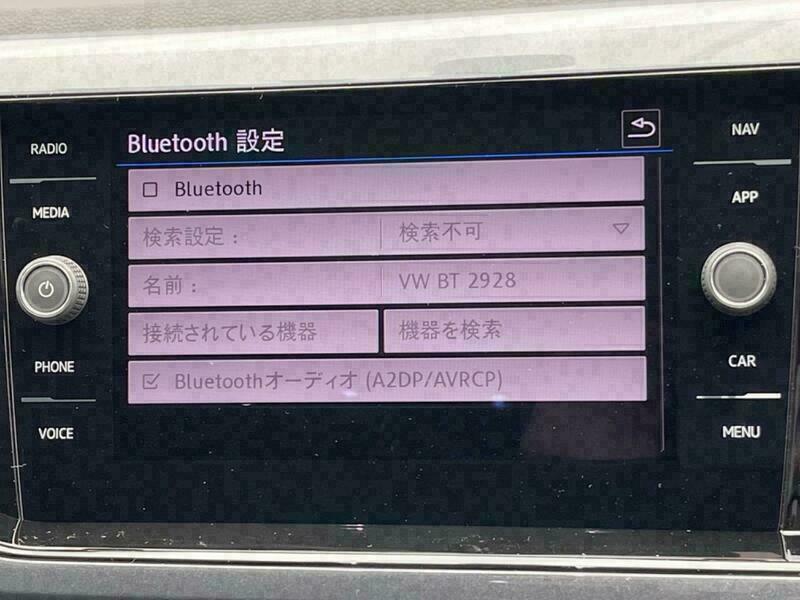 RADIO
MEDIA
PHONE
VOICE
Bluetooth 設定
Bluetooth
検索設定： 検索不可
名前： VW BT 2928
接続されている機器 機器を検索
Bluetoothオーディオ (A2DP/AVRCP)
NAV
APP
CAR
MENU